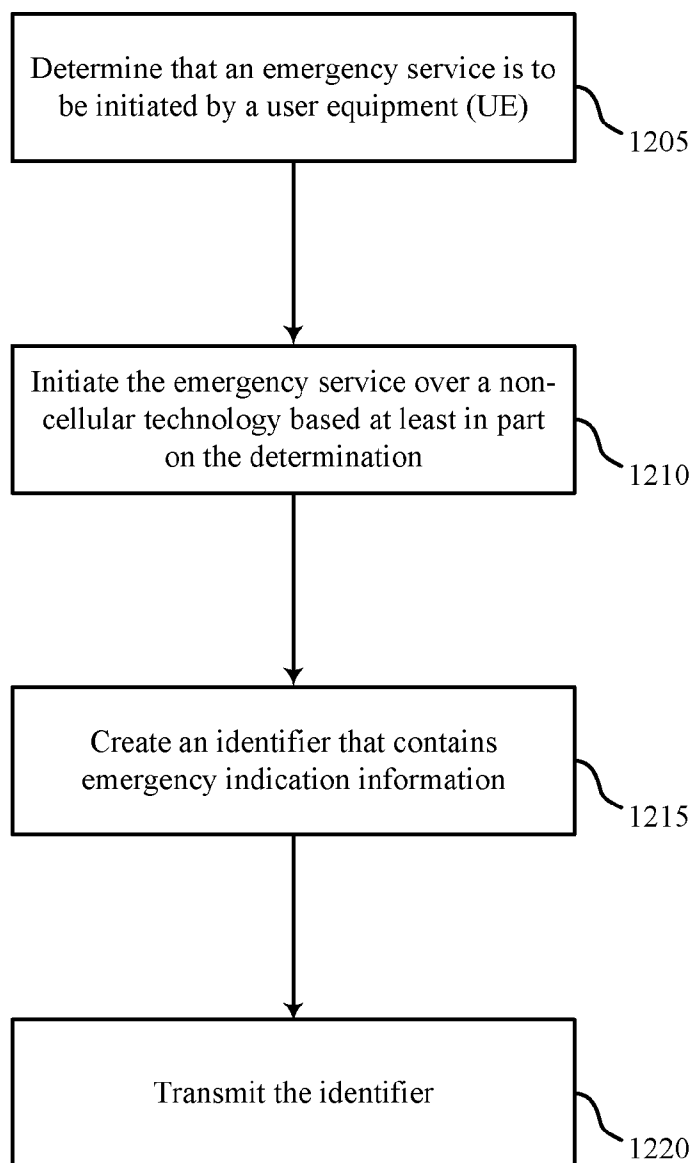 Determine that an emergency service is to
be initiated by a user equipment (UE)
1205
Initiate the emergency service over a non-
cellular technology based at least in part
on the determination
1210
Create an identifier that contains
emergency indication information
1215
Transmit the identifier
1220